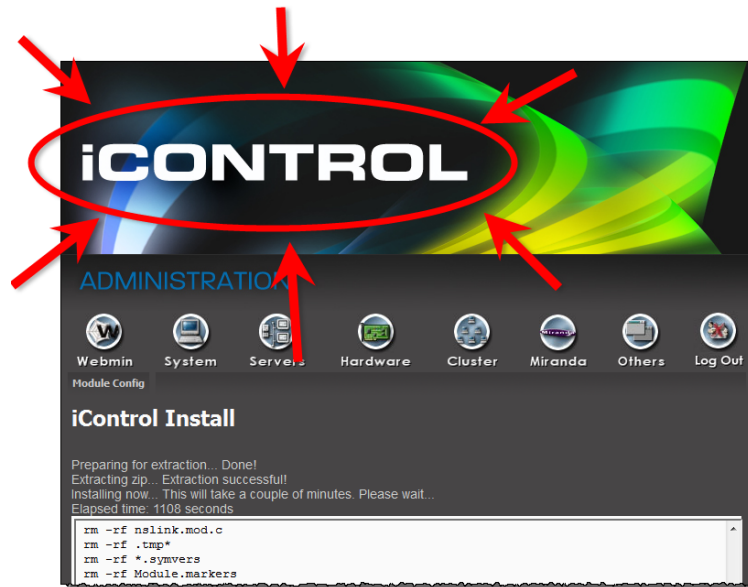 iCONTROL
ADMINISTRATION
W
Miranda
Webmin System Servers Hardware Cluster Miranda Others Log Out
Module Config
iControl Install
Preparing for extraction... Done!
Extracting zip... Extraction successful!
Installing now... This will take a couple of minutes. Please wait...
Elapsed time: 1108 seconds
rm -rf nslink.mod.c
rm -rf .tmp*
rm -rf *.symvers
rm -rf Module.markers